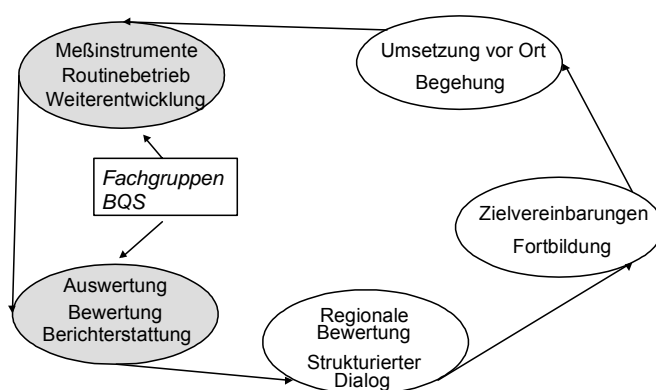 Meßinstrumente
Routinebetrieb
Weiterentwicklung
Umsetzung vor Ort
Begehung
Fachgruppen
BQS
Zielvereinbarungen
Fortbildung
Auswertung
Bewertung
Berichterstattung
Regionale
Bewertung
Strukturierter
Dialog